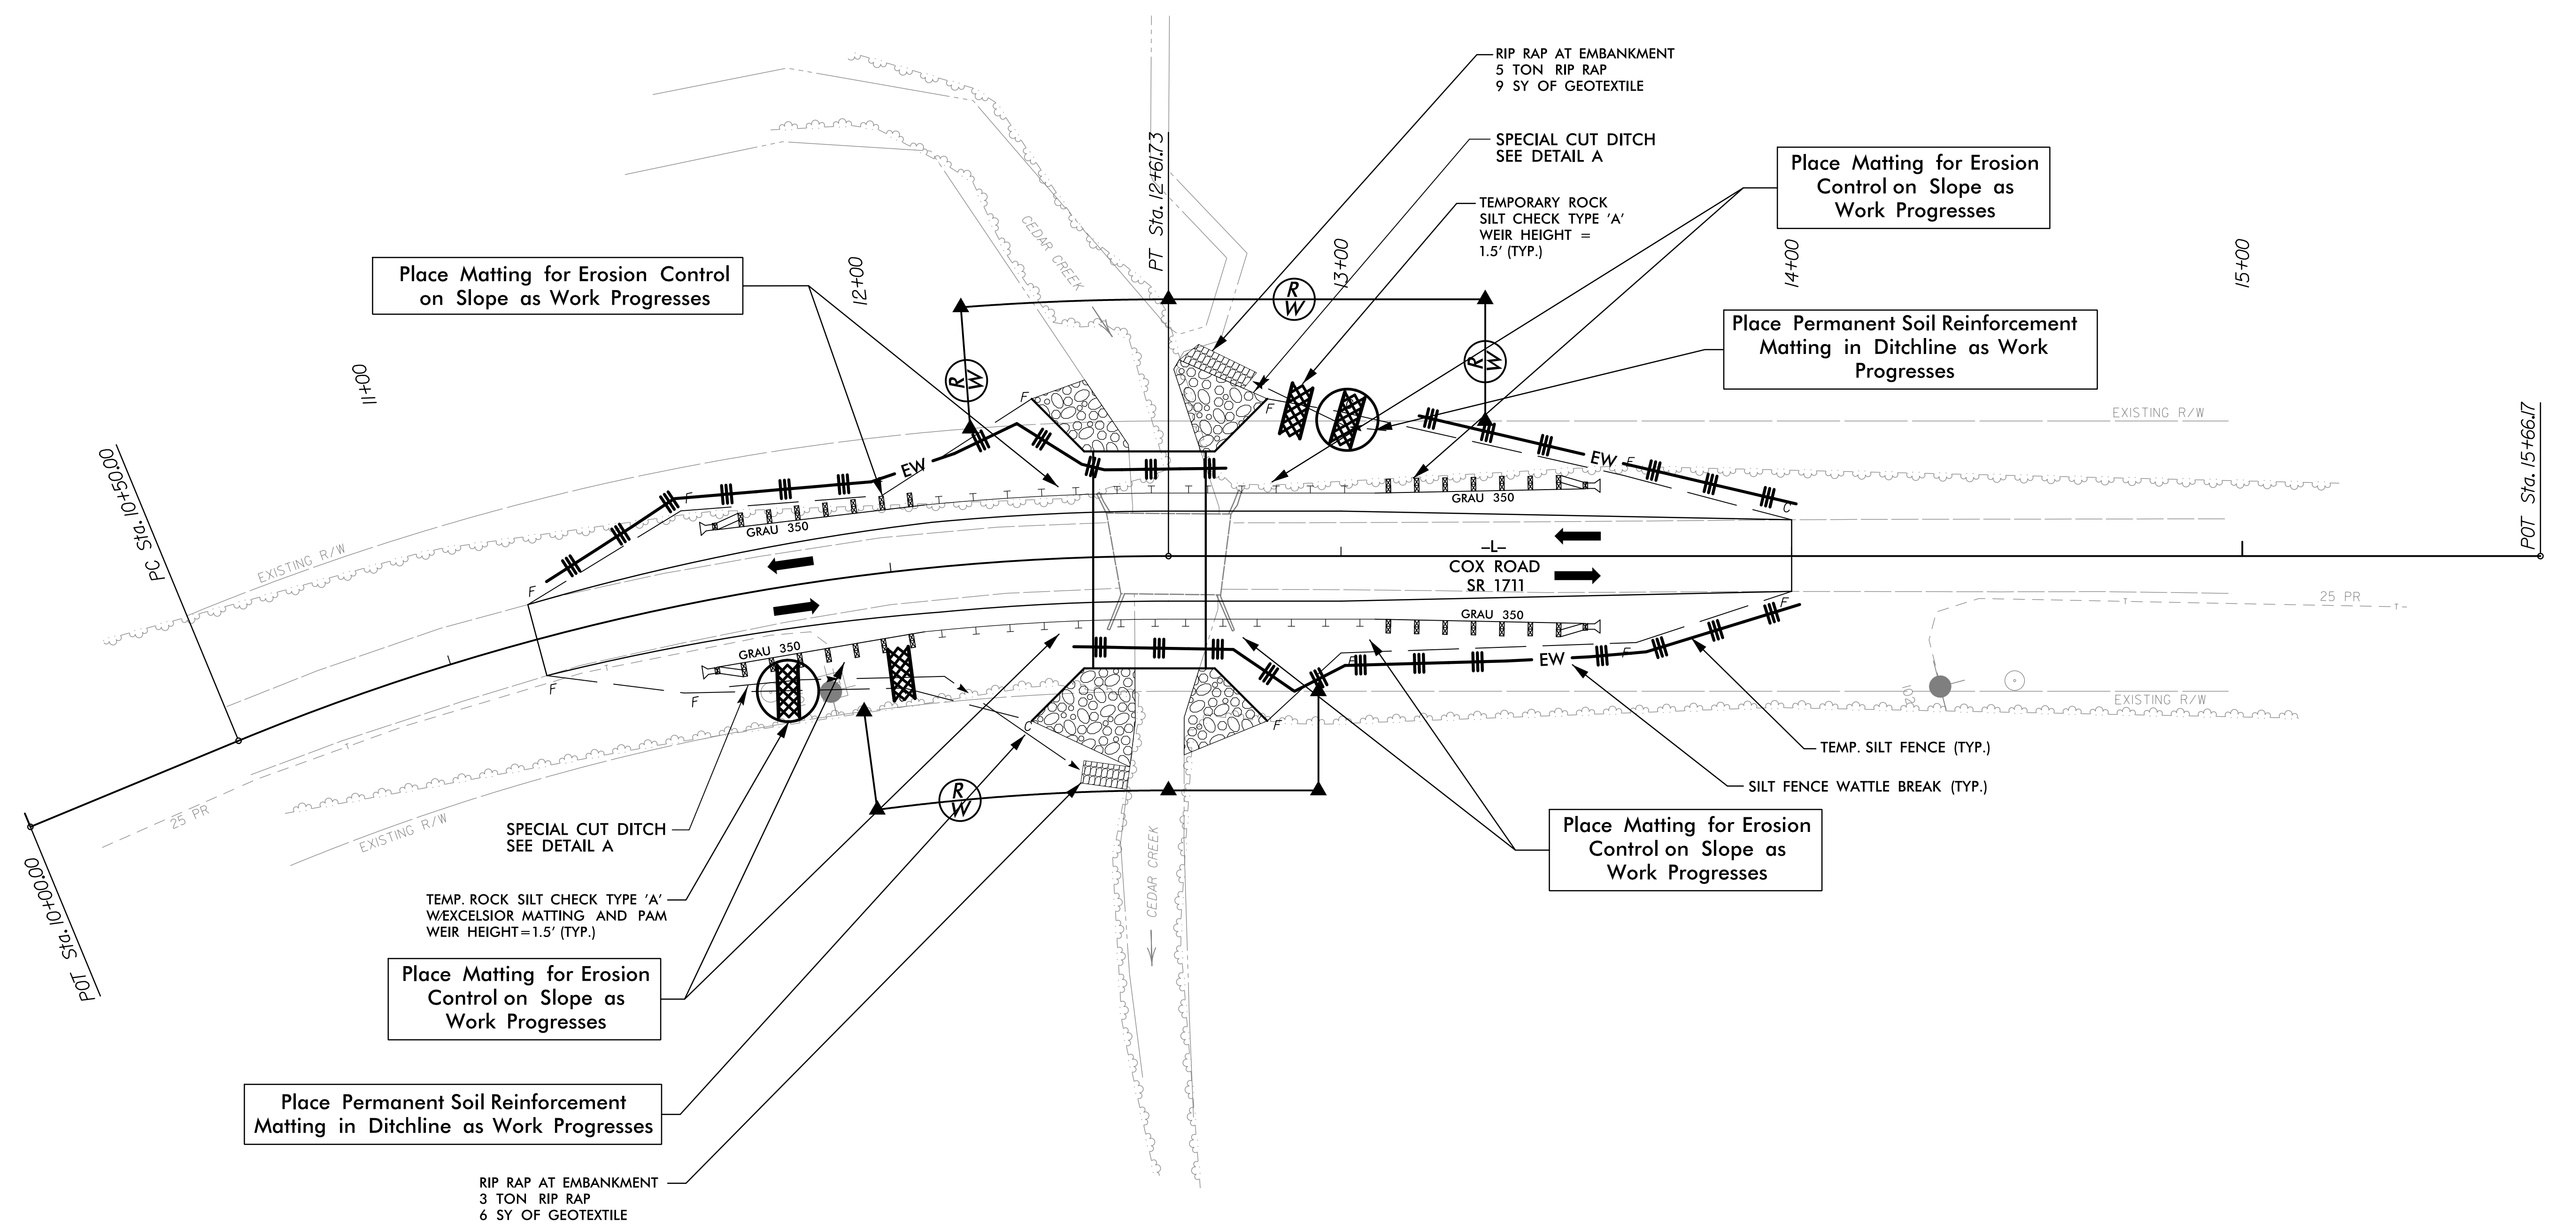 RIP RAP AT EMBANKMENT
5 TON RIP RAP
9 SY OF GEOTEXTILE
SPECIAL CUT DITCH
SEE DETAIL A
TEMPORARY ROCK
SILT CHECK TYPE 'A'
WEIR HEIGHT =
1.5' (TYP.)
Place Matting for Erosion
Control on Slope as
Work Progresses
Place Matting for Erosion Control
on Slope as Work Progresses
Place Permanent Soil Reinforcement
Matting in Ditchline as Work
Progresses
PT Sta. 12+61.73
CEDAR CREEK
11+00
12+00
13+00
14+00
15+00
R
W
R
W
R
W
PC Sta. 10+50.00
POT Sta. 15+66.17
EXISTING R/W
EXISTING R/W
F
F
F
F
F
C
EW
EW
GRAU 350
GRAU 350
-L-
COX ROAD
SR 1711
GRAU 350
GRAU 350
25 PR
F
F
F
F
F
F
C
EW
EXISTING R/W
TEMP. SILT FENCE (TYP.)
SILT FENCE WATTLE BREAK (TYP.)
R
W
25 PR
EXISTING R/W
POT Sta. 10+00.00
CEDAR CREEK
SPECIAL CUT DITCH
SEE DETAIL A
TEMP. ROCK SILT CHECK TYPE 'A'
W/EXCELSIOR MATTING AND PAM
WEIR HEIGHT=1.5' (TYP.)
Place Matting for Erosion
Control on Slope as
Work Progresses
Place Matting for Erosion
Control on Slope as
Work Progresses
Place Permanent Soil Reinforcement
Matting in Ditchline as Work Progresses
RIP RAP AT EMBANKMENT
3 TON RIP RAP
6 SY OF GEOTEXTILE